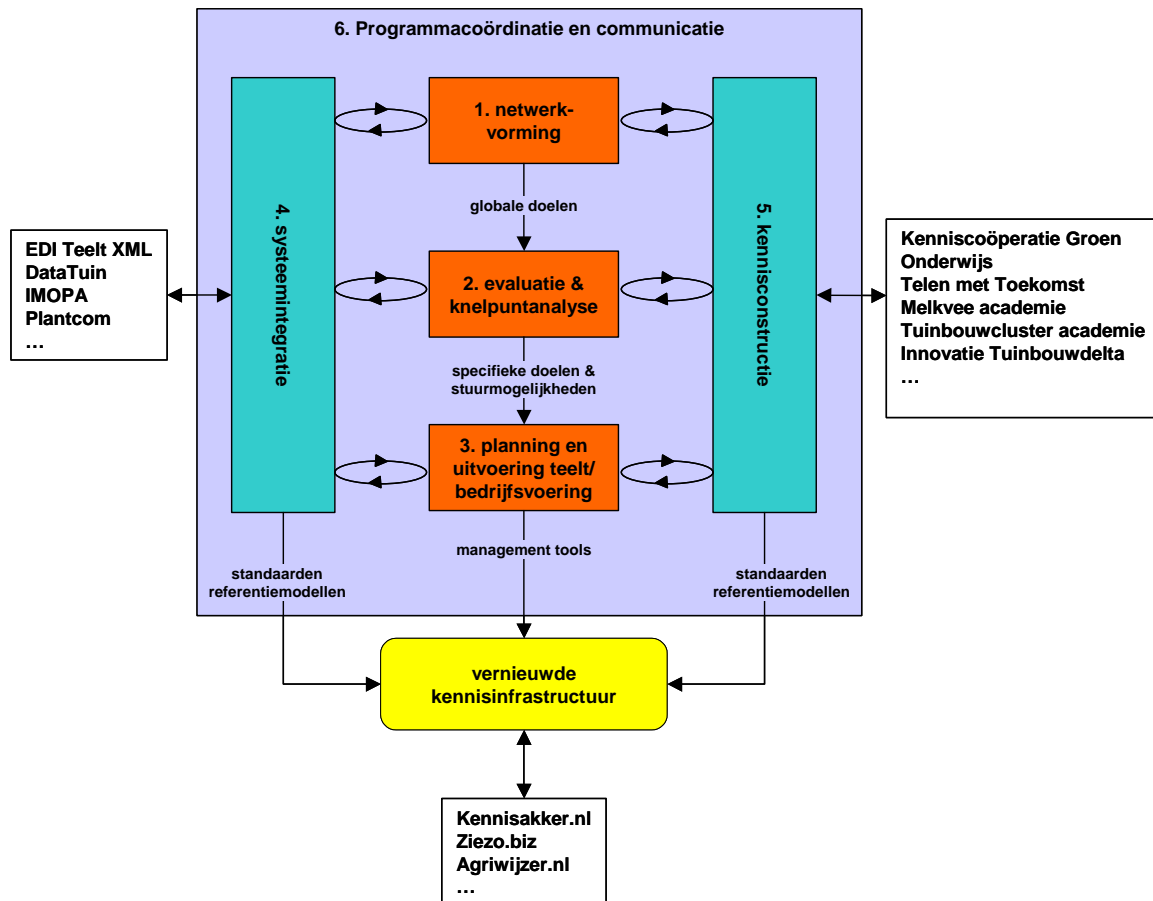 6. Programmacoördinatie en communicatie
1. netwerk-
vorming
globale doelen
4. systeemintegratie
5. kennisconstructie
EDI Teelt XML
DataTuin
IMOPA
Plantcom
…
2. evaluatie &
knelpuntanalyse
Kenniscoöperatie Groen
Onderwijs
Telen met Toekomst
Melkvee academie
Tuinbouwcluster academie
Innovatie Tuinbouwdelta
…
specifieke doelen &
stuurmogelijkheden
3. planning en
uitvoering teelt/
bedrijfsvoering
management tools
standaarden
referentiemodellen
standaarden
referentiemodellen
vernieuwde
kennisinfrastructuur
Kennisakker.nl
Ziezo.biz
Agriwijzer.nl
…